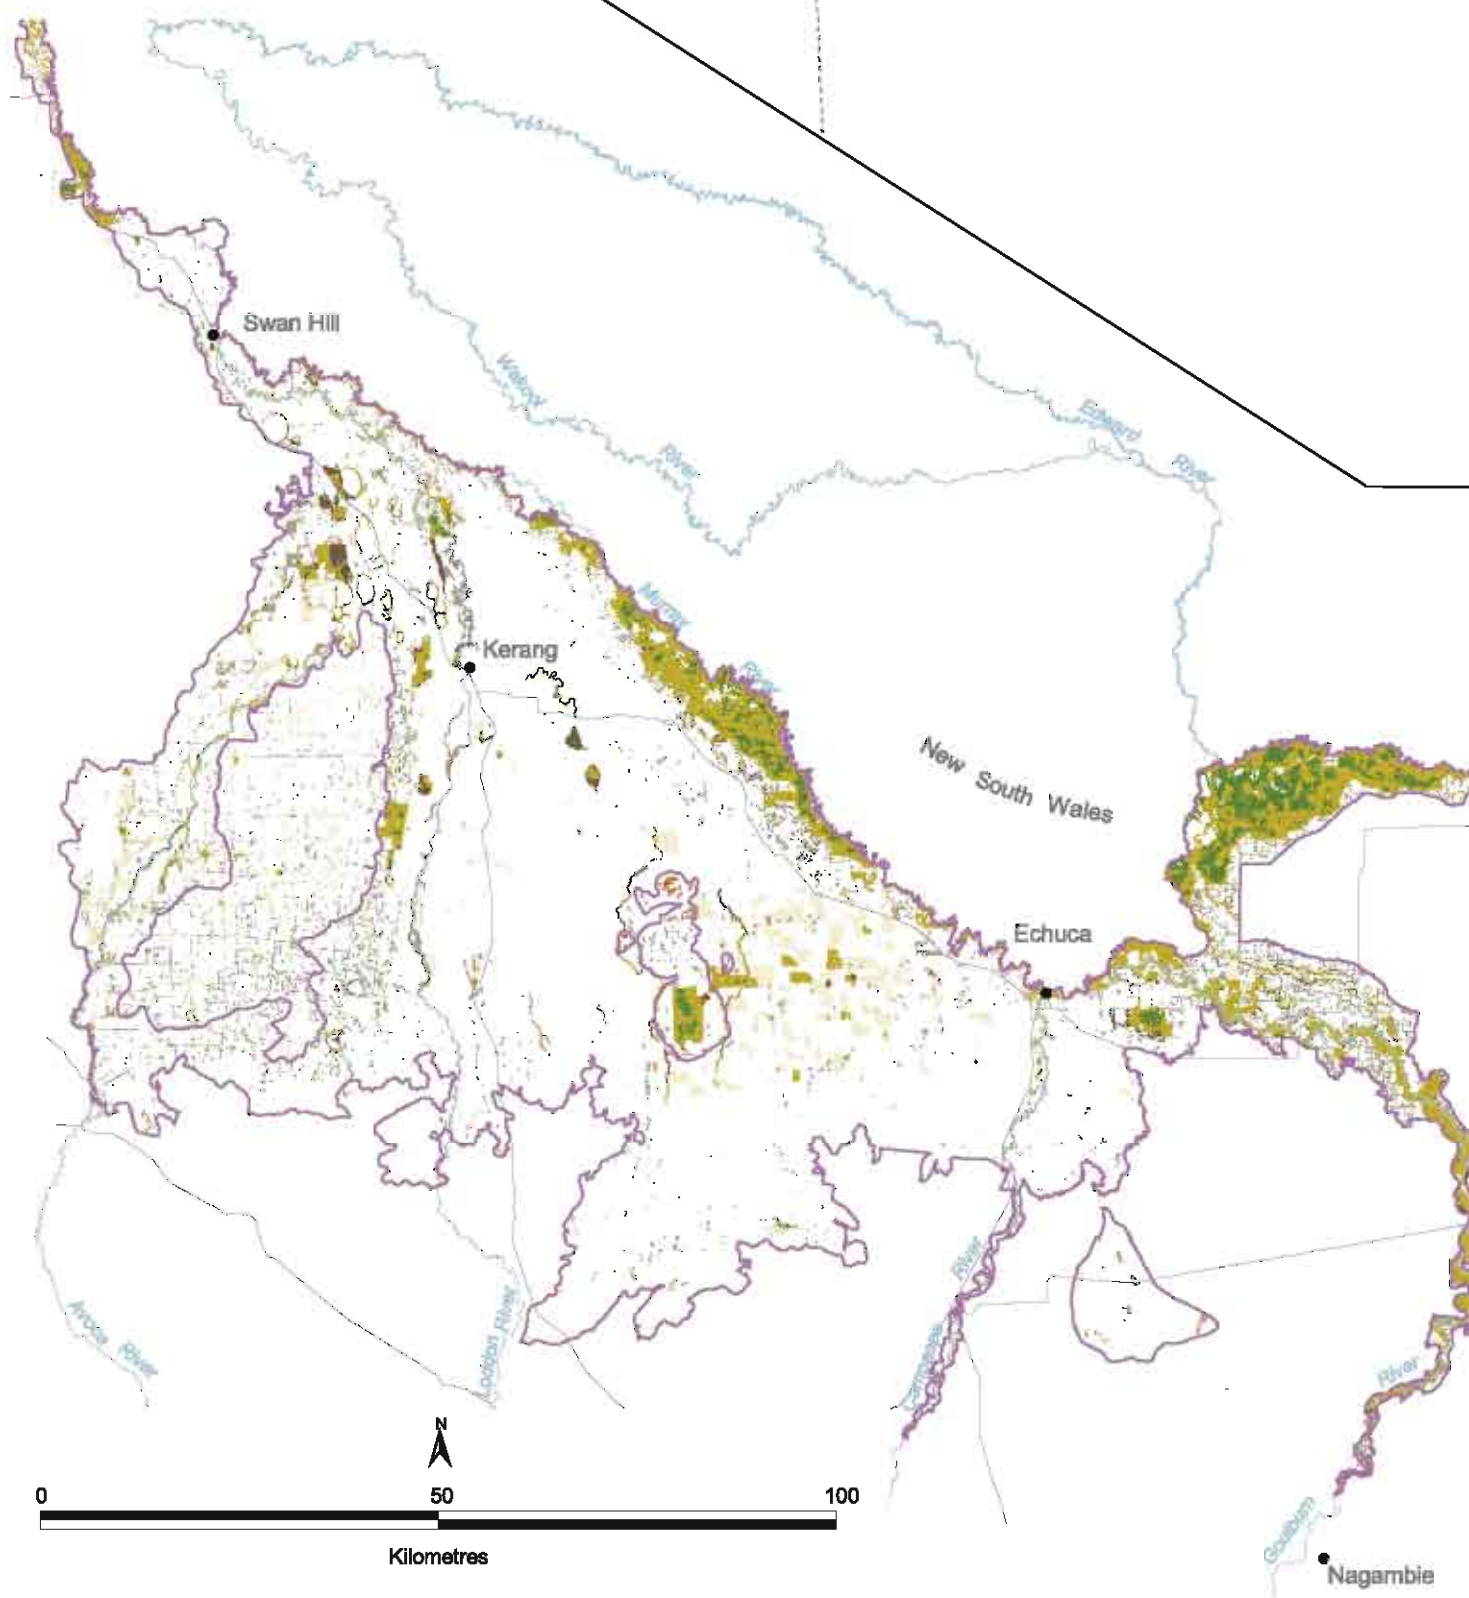 Swan Hill
Wakool
River
Edward
River
Murray
River
Kerang
New South Wales
Echuca
River
Avoca River
Loddon River
River
N
0 50 100
Kilometres
Goulburn
Nagambie